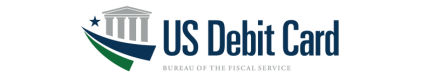 US Debit Card
BUREAU OF THE FISCAL SERVICE